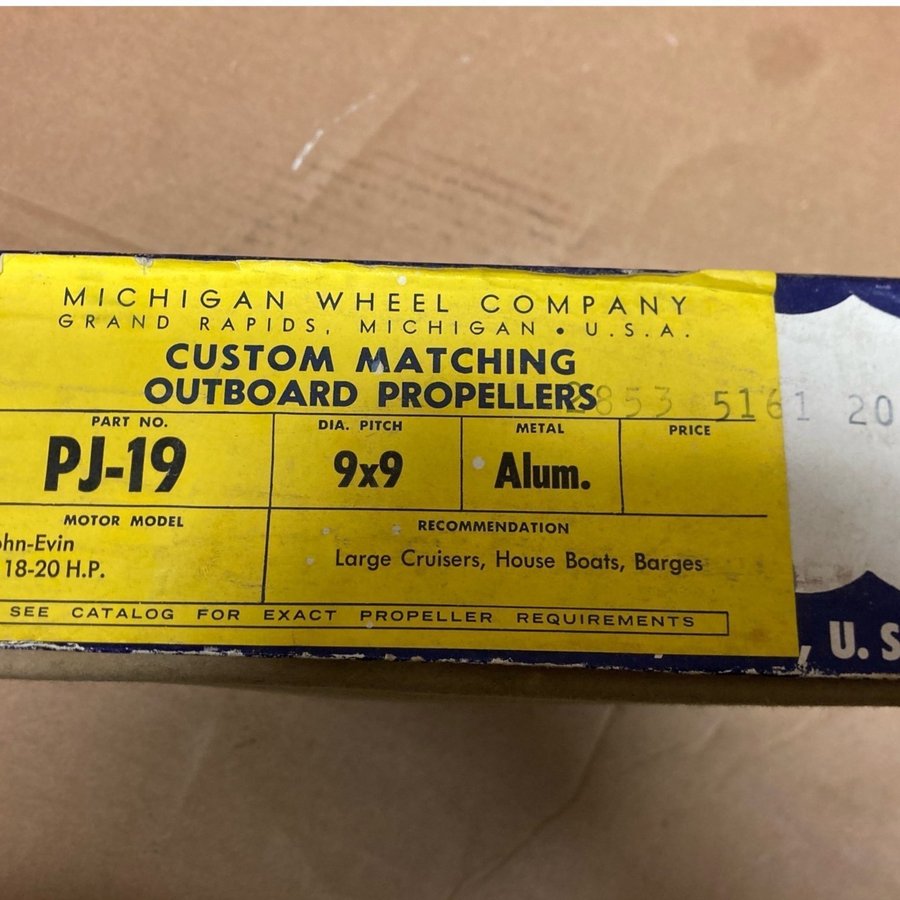 MICHIGAN WHEEL COMPANY
GRAND RAPIDS, MICHIGAN • U.S.A.
CUSTOM MATCHING
OUTBOARD PROPELLERS
853 5161 20
PART NO.
PJ-19
DIA. PITCH
9x9
METAL
Alum.
PRICE
MOTOR MODEL
ohn-Evin
18-20 H.P.
RECOMMENDATION
Large Cruisers, House Boats, Barges
SEE CATALOG FOR EXACT PROPELLER REQUIREMENTS
, U. S